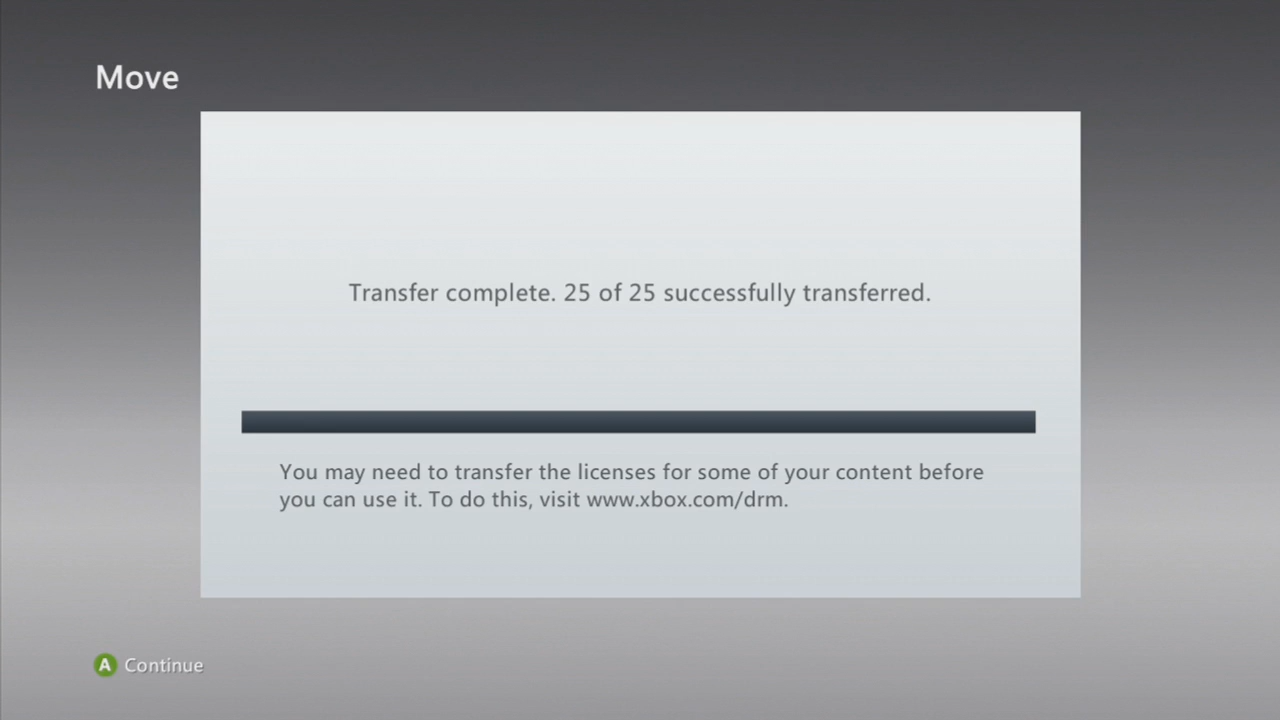 Move
Transfer complete. 25 of 25 successfully transferred.
You may need to transfer the licenses for some of your content before
you can use it. To do this, visit www.xbox.com/drm.
A Continue